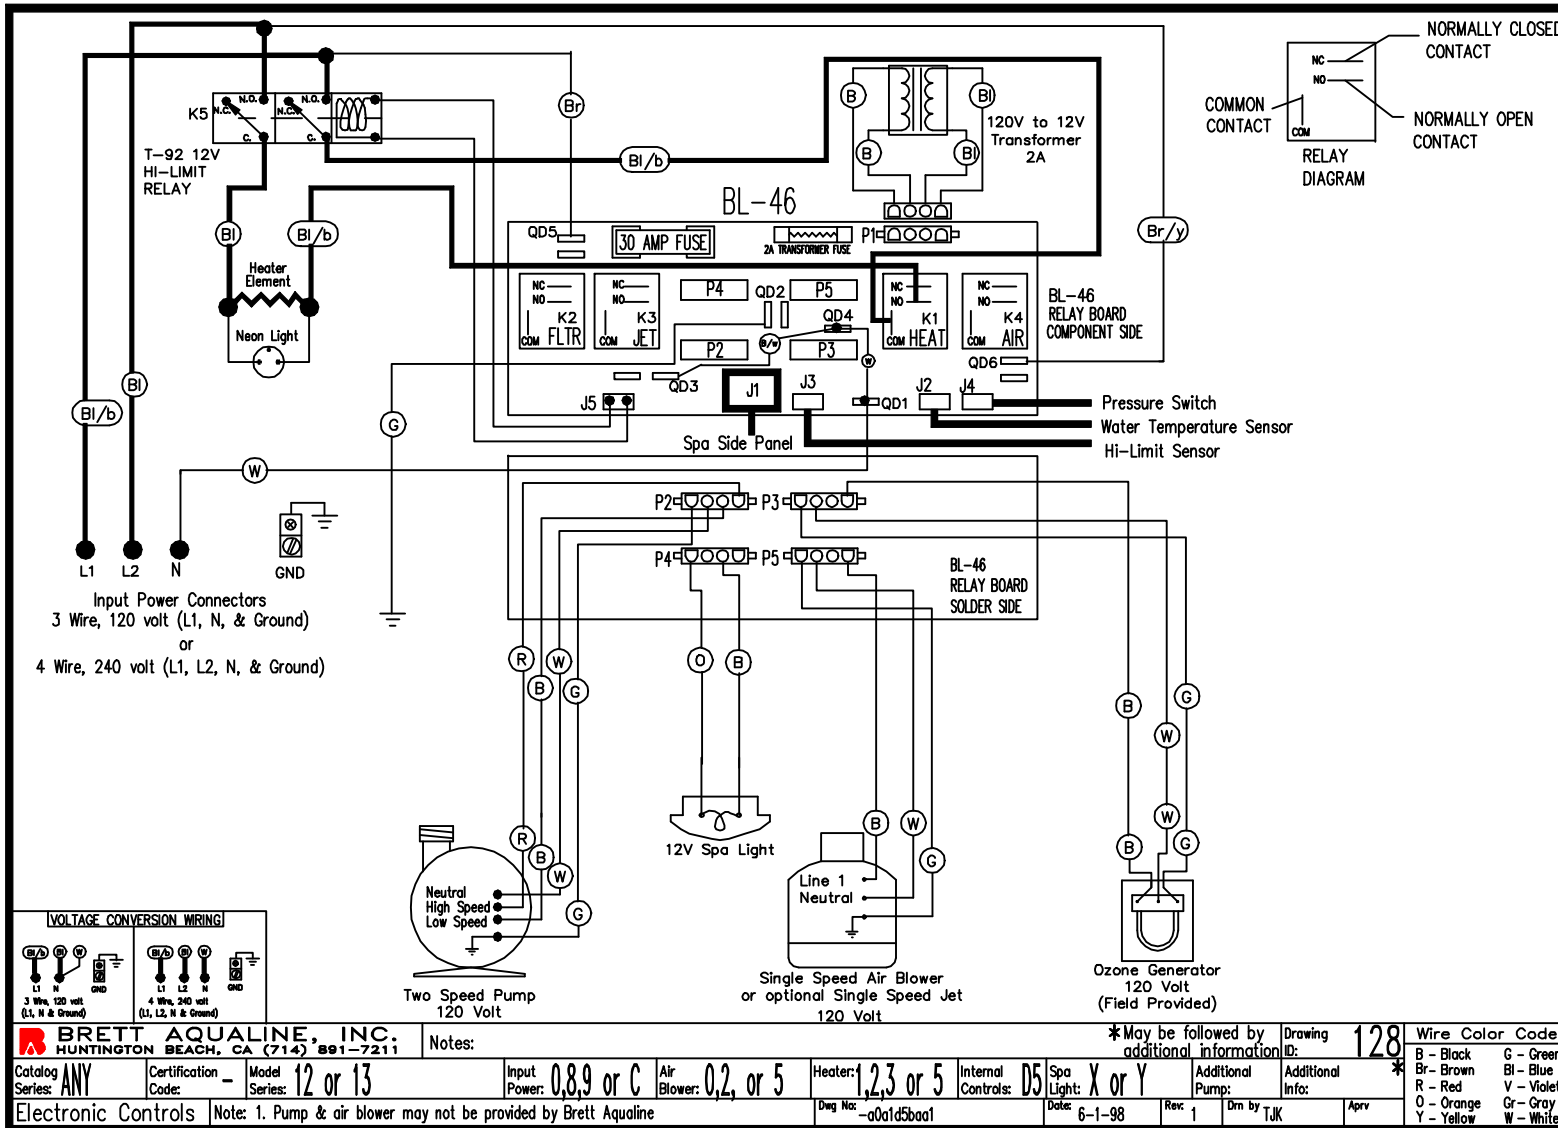 NORMALLY CLOSED
CONTACT
NC
NO
COM
COMMON
CONTACT
NORMALLY OPEN
CONTACT
RELAY
DIAGRAM
K5
N.C.
N.O.
N.C.
N.O.
C.
C.
T-92 12V
HI-LIMIT
RELAY
Br
B
Bl
B
Bl
120V to 12V
Transformer
2A
Bl/b
BL-46
Bl
Bl/b
Br/y
Heater
Element
Neon Light
QD5
30 AMP FUSE
2A TRANSFORMER FUSE
P1
NC
NO
K2
COM FLTR
NC
NO
K3
COM JET
P4
QD2
P5
QD4
NC
NO
K1
COM HEAT
NC
NO
K4
COM AIR
BL-46
RELAY BOARD
COMPONENT SIDE
P2
B/w
P3
W
QD6
QD3
J5
J1
J3
QD1
J2
J4
Bl
Bl/b
G
W
Spa Side Panel
Pressure Switch
Water Temperature Sensor
Hi-Limit Sensor
L1
L2
N
GND
Input Power Connectors
3 Wire, 120 volt (L1, N, & Ground)
or
4 Wire, 240 volt (L1, L2, N, & Ground)
P2
P3
P4
P5
BL-46
RELAY BOARD
SOLDER SIDE
R
W
B
G
O
B
B
G
W
R
B
W
G
12V Spa Light
B
W
G
B
W
G
Neutral
High Speed
Low Speed
Two Speed Pump
120 Volt
Line 1
Neutral
Single Speed Air Blower
or optional Single Speed Jet
120 Volt
Ozone Generator
120 Volt
(Field Provided)
VOLTAGE CONVERSION WIRING
Bl/b Bl W
L1 N GND
3 Wire, 120 volt
(L1, N & Ground)
Bl/b Bl W
L1 L2 N GND
4 Wire, 240 volt
(L1, L2, N & Ground)
BRETT AQUALINE, INC.
HUNTINGTON BEACH, CA (714) 891-7211
Notes:
*May be followed by
additional information
Drawing
ID: 128
Catalog
Series: ANY
Certification
Code: -
Model
Series: 12 or 13
Input
Power: 0,8,9 or C
Air
Blower: 0,2, or 5
Heater: 1,2,3 or 5
Internal
Controls: D5
Spa
Light: X or Y
Additional
Pump:
Additional
Info: *
Electronic Controls
Note: 1. Pump & air blower may not be provided by Brett Aqualine
Dwg No: -a0a1d5baa1
Date: 6-1-98
Rev: 1
Drn by TJK
Aprv
Wire Color Code
B - Black G - Green
Br- Brown Bl - Blue
R - Red V - Violet
O - Orange Gr- Gray
Y - Yellow W - White